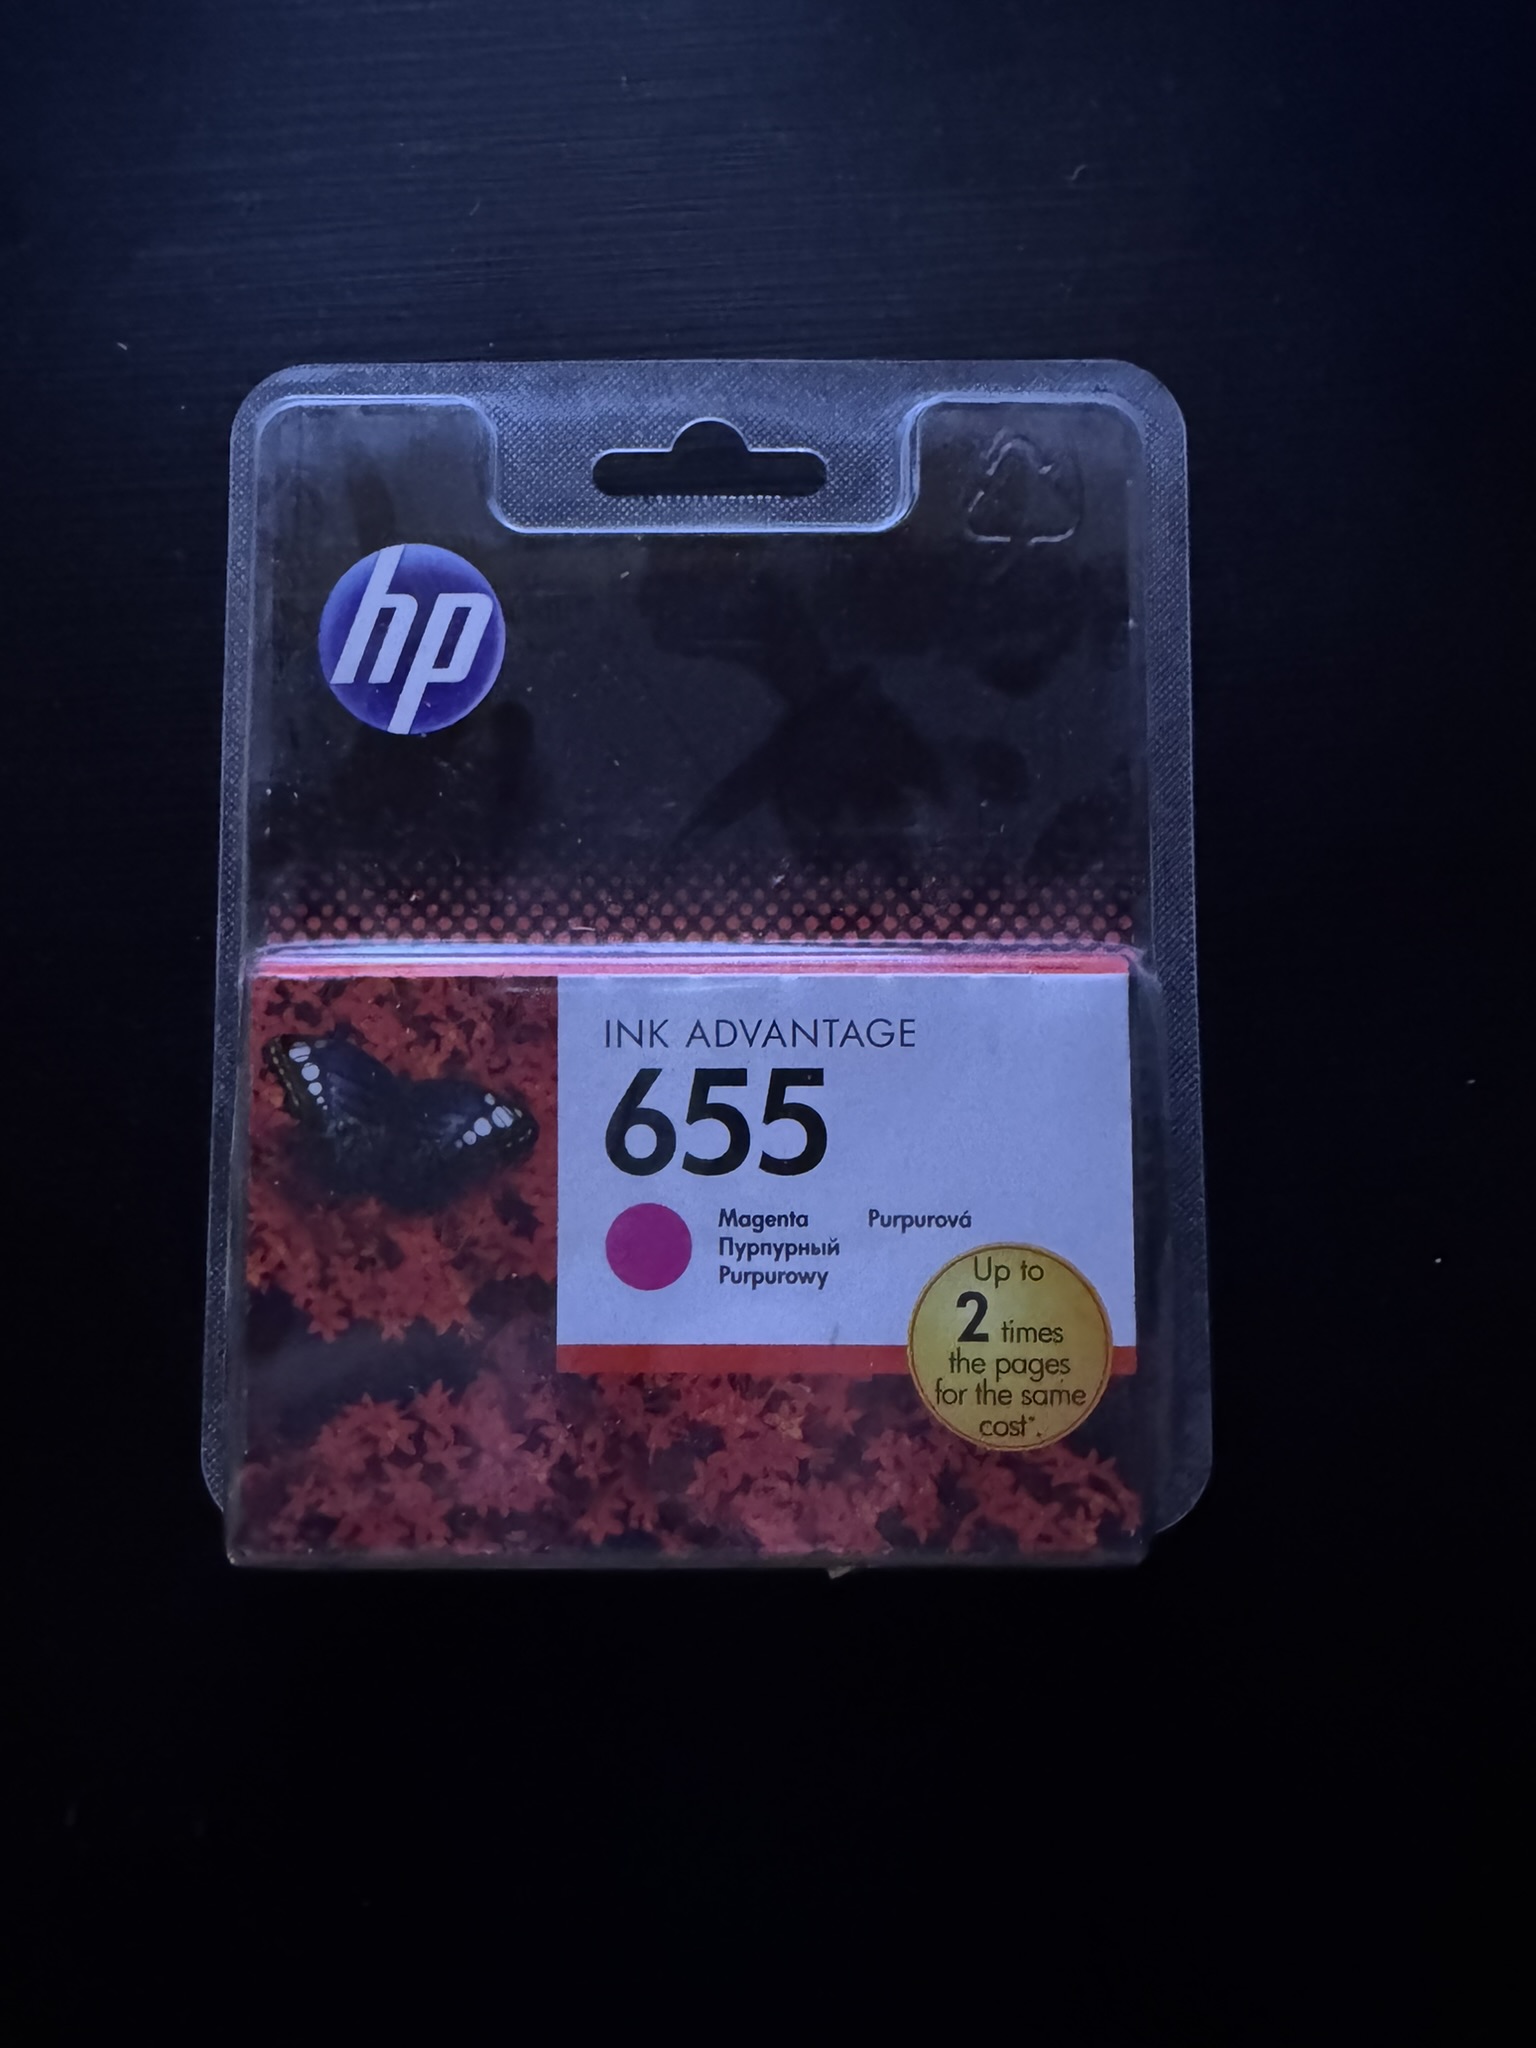 hp
INK ADVANTAGE
655
Magenta Purpurová
Пурпурный
Purpurowy
Up to
2 times
the pages
for the same
cost*.